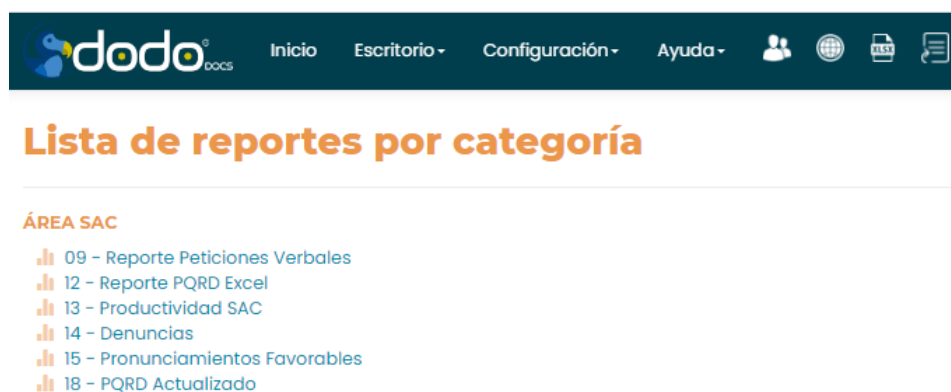 dodo DOCS Inicio Escritorio Configuración Ayuda XLSX
Lista de reportes por categoría
ÁREA SAC
09 - Reporte Peticiones Verbales
12 - Reporte PQRD Excel
13 - Productividad SAC
14 - Denuncias
15 - Pronunciamientos Favorables
18 - PQRD Actualizado